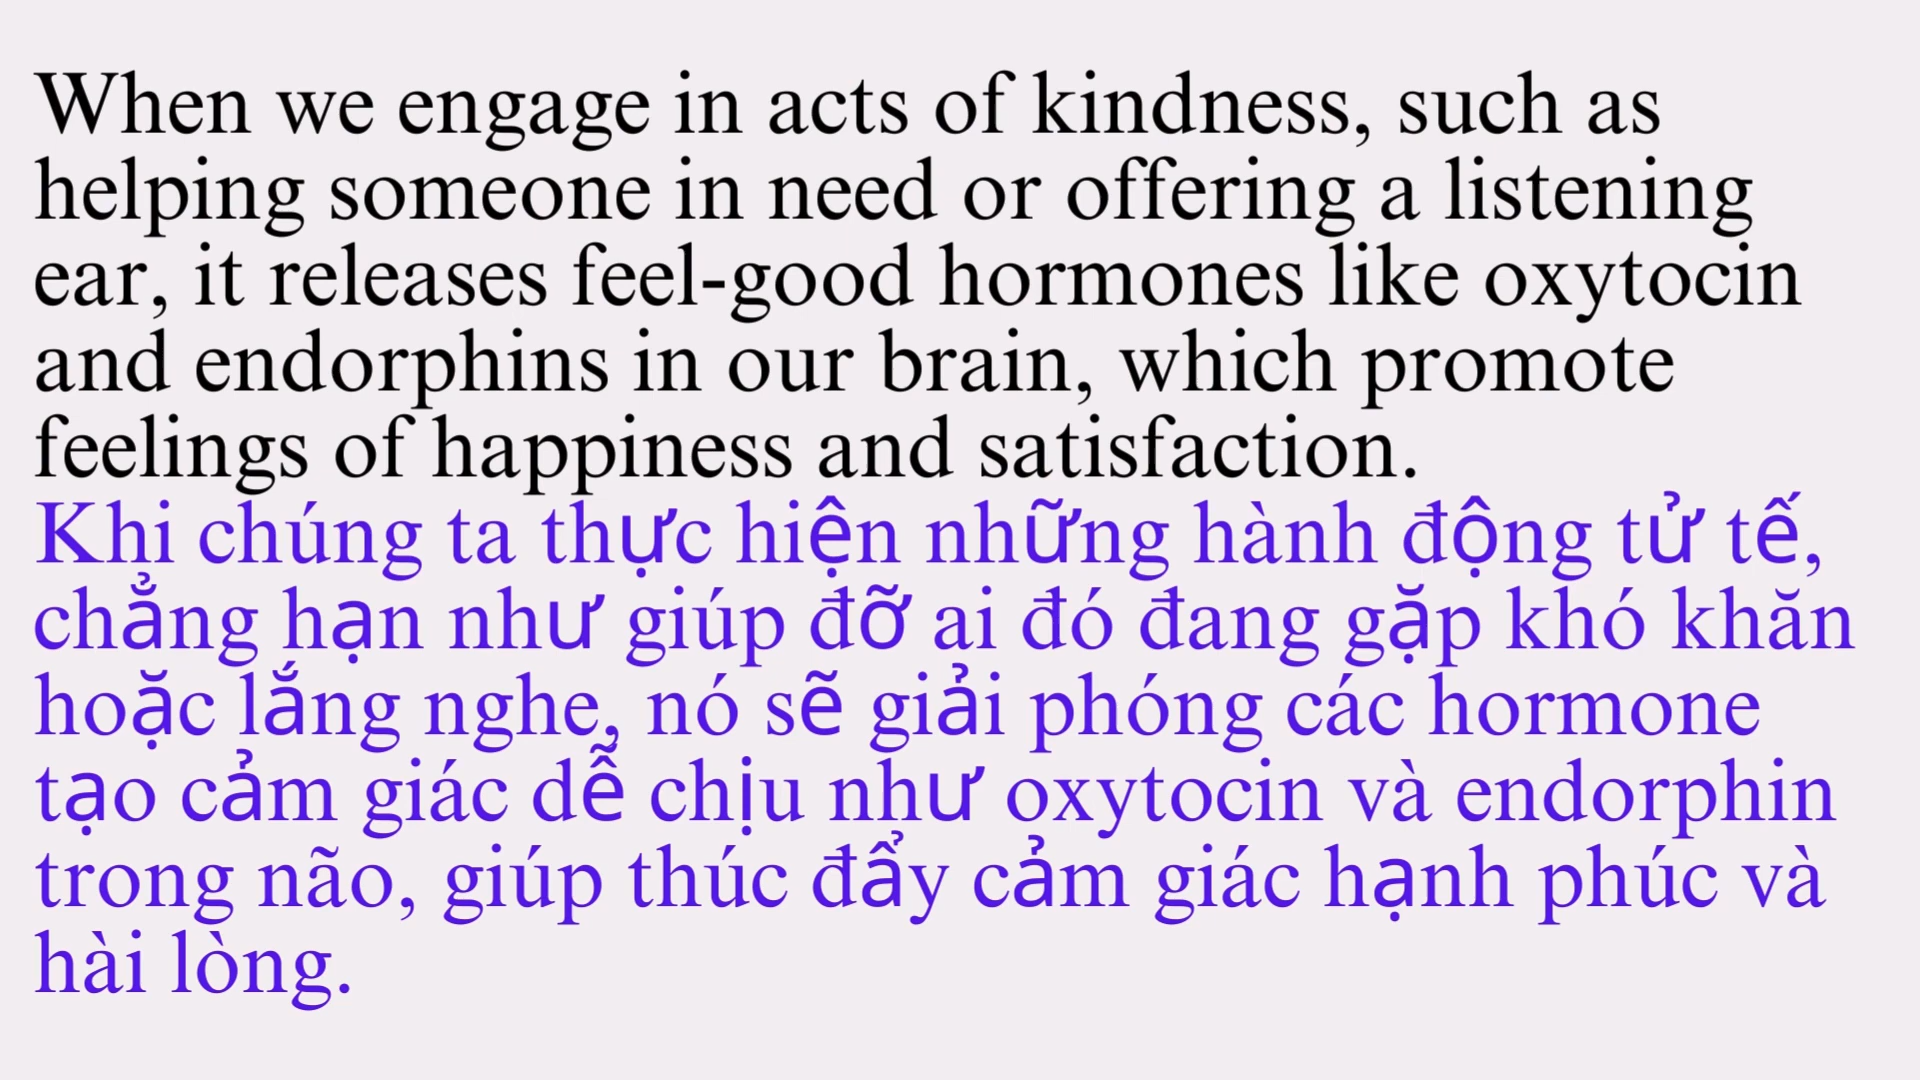 When we engage in acts of kindness, such as
helping someone in need or offering a listening
ear, it releases feel-good hormones like oxytocin
and endorphins in our brain, which promote
feelings of happiness and satisfaction.
Khi chúng ta thực hiện những hành động tử tế,
chẳng hạn như giúp đỡ ai đó đang gặp khó khăn
hoặc lắng nghe, nó sẽ giải phóng các hormone
tạo cảm giác dễ chịu như oxytocin và endorphin
trong não, giúp thúc đẩy cảm giác hạnh phúc và
hài lòng.